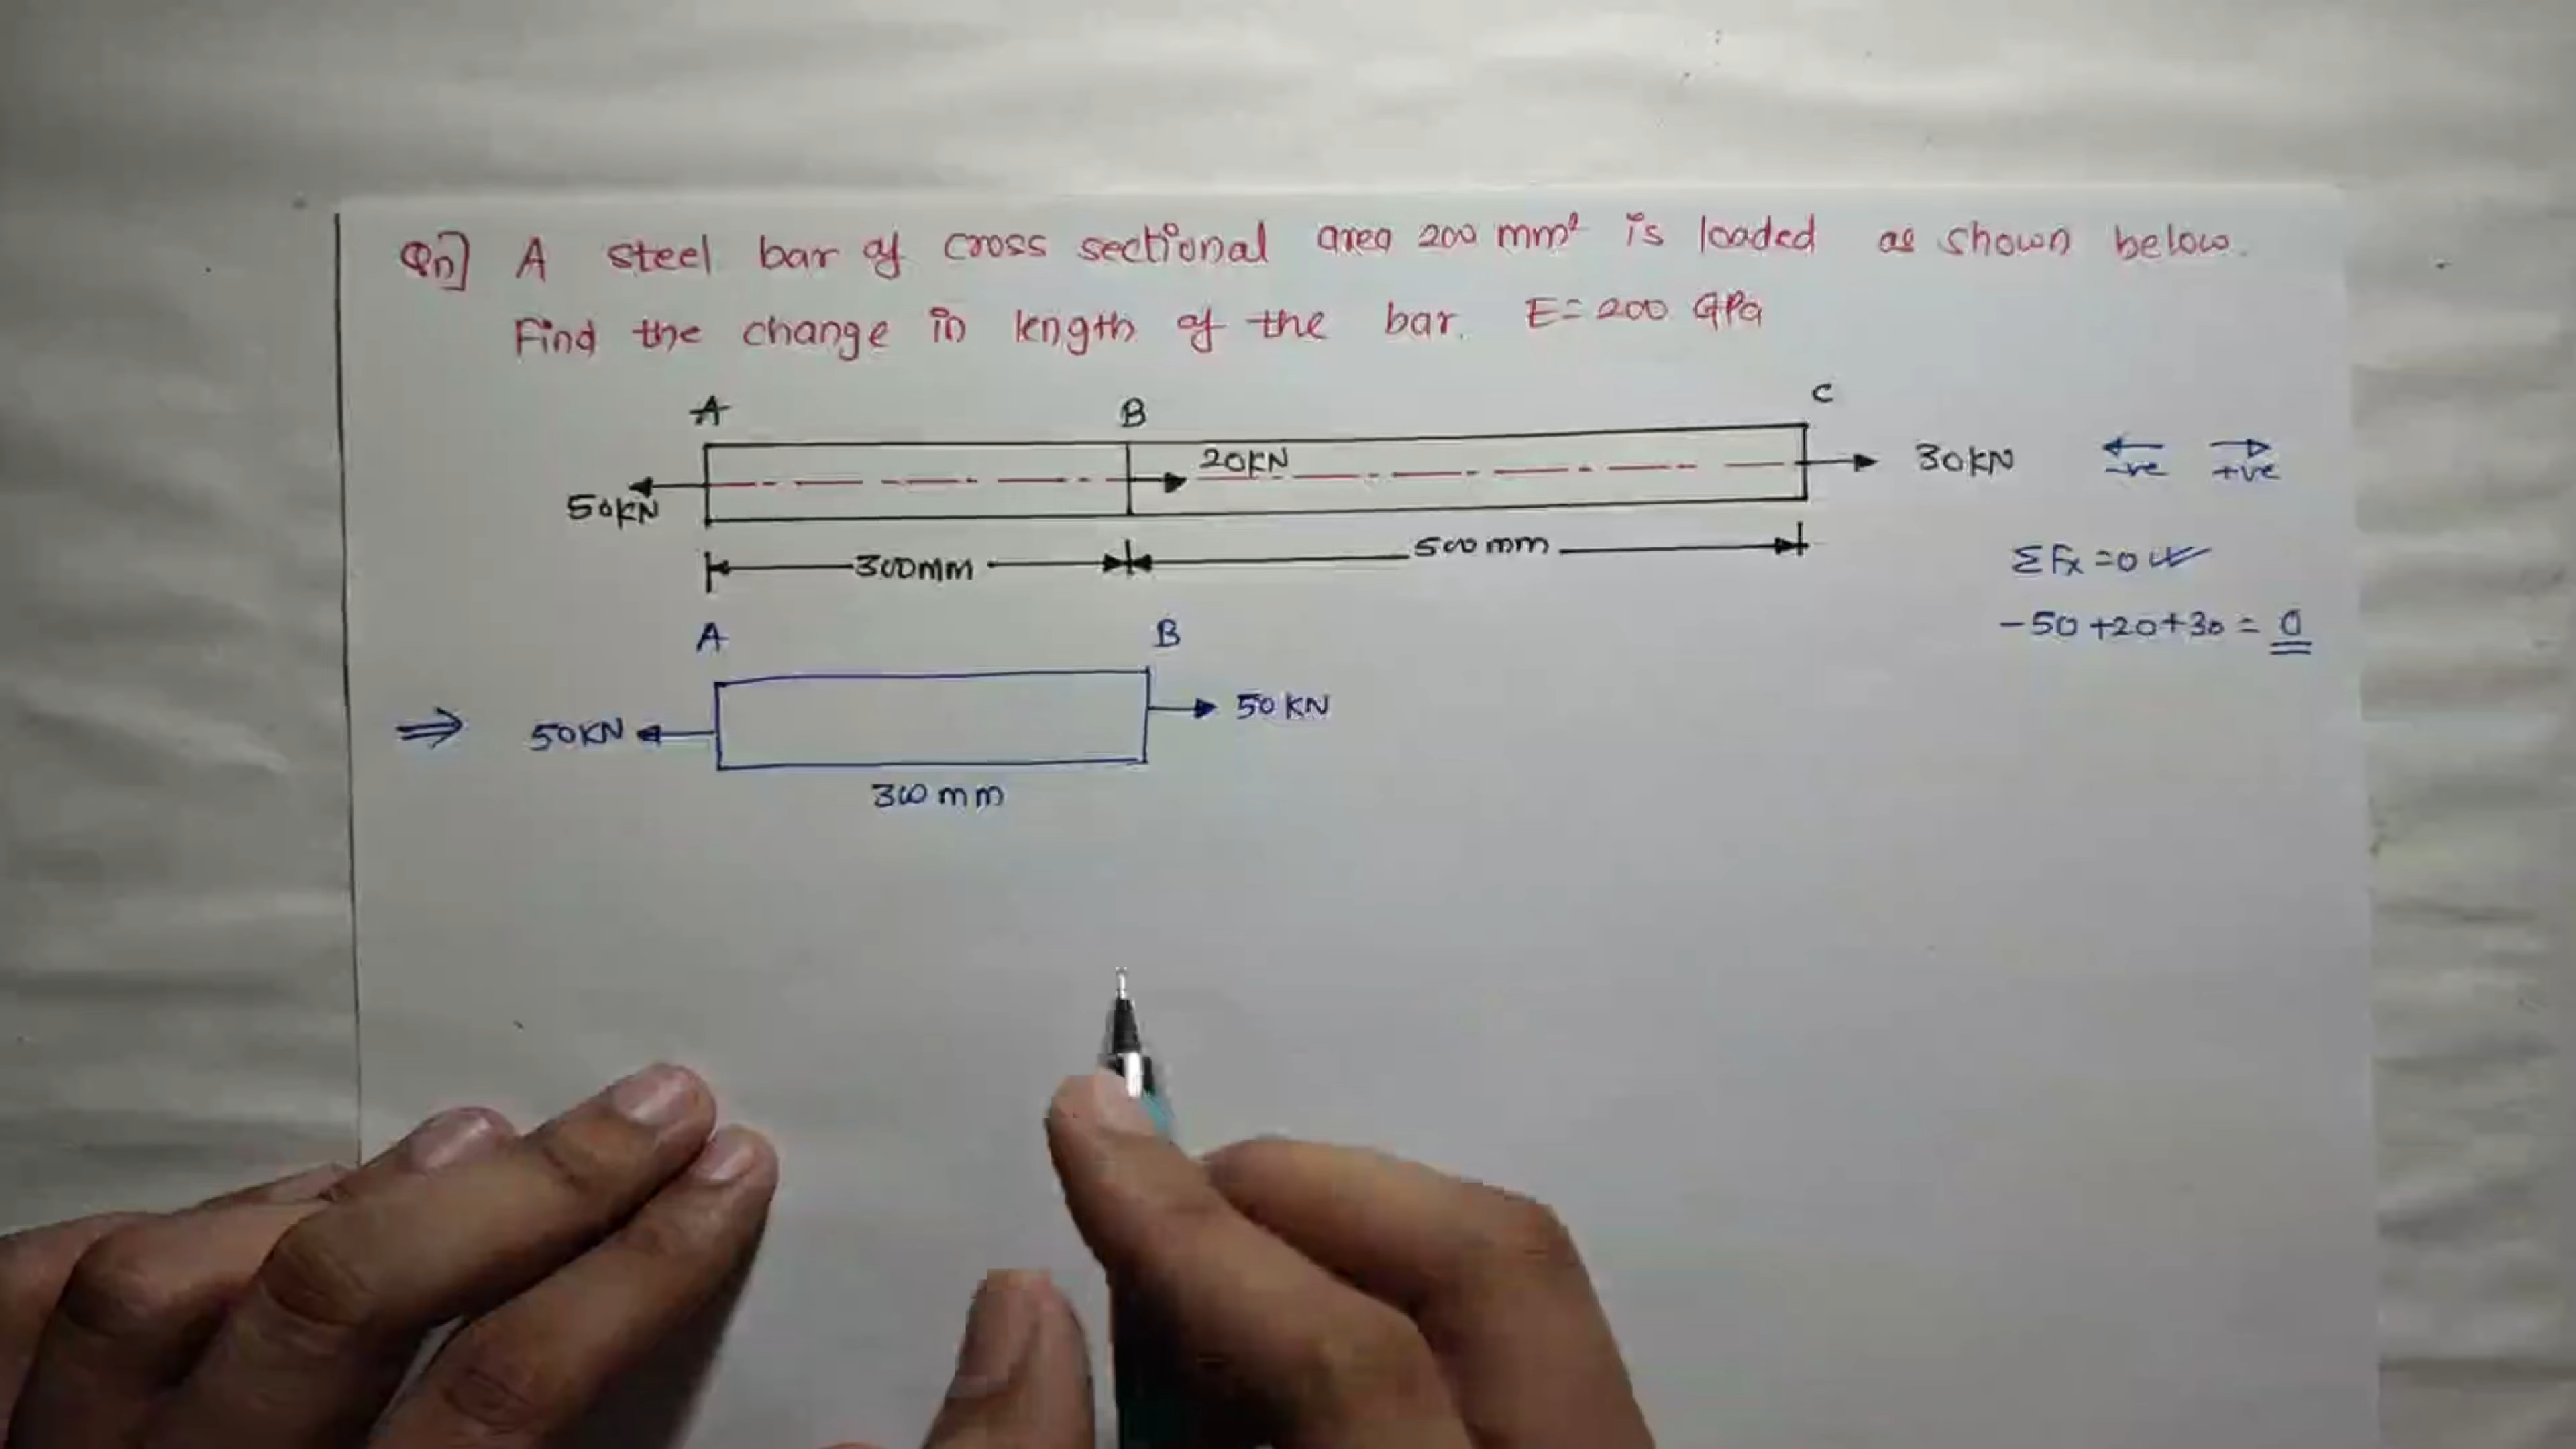 Qn] A steel bar of cross sectional area 200 mm² is loaded as shown below.
Find the change in length of the bar. E = 200 GPa
A B C
50KN 20KN 30KN -ve +ve
300mm 500mm
ΣFx = 0
-50 + 20 + 30 = 0
A B
⇒ 50KN 50 KN
300 mm